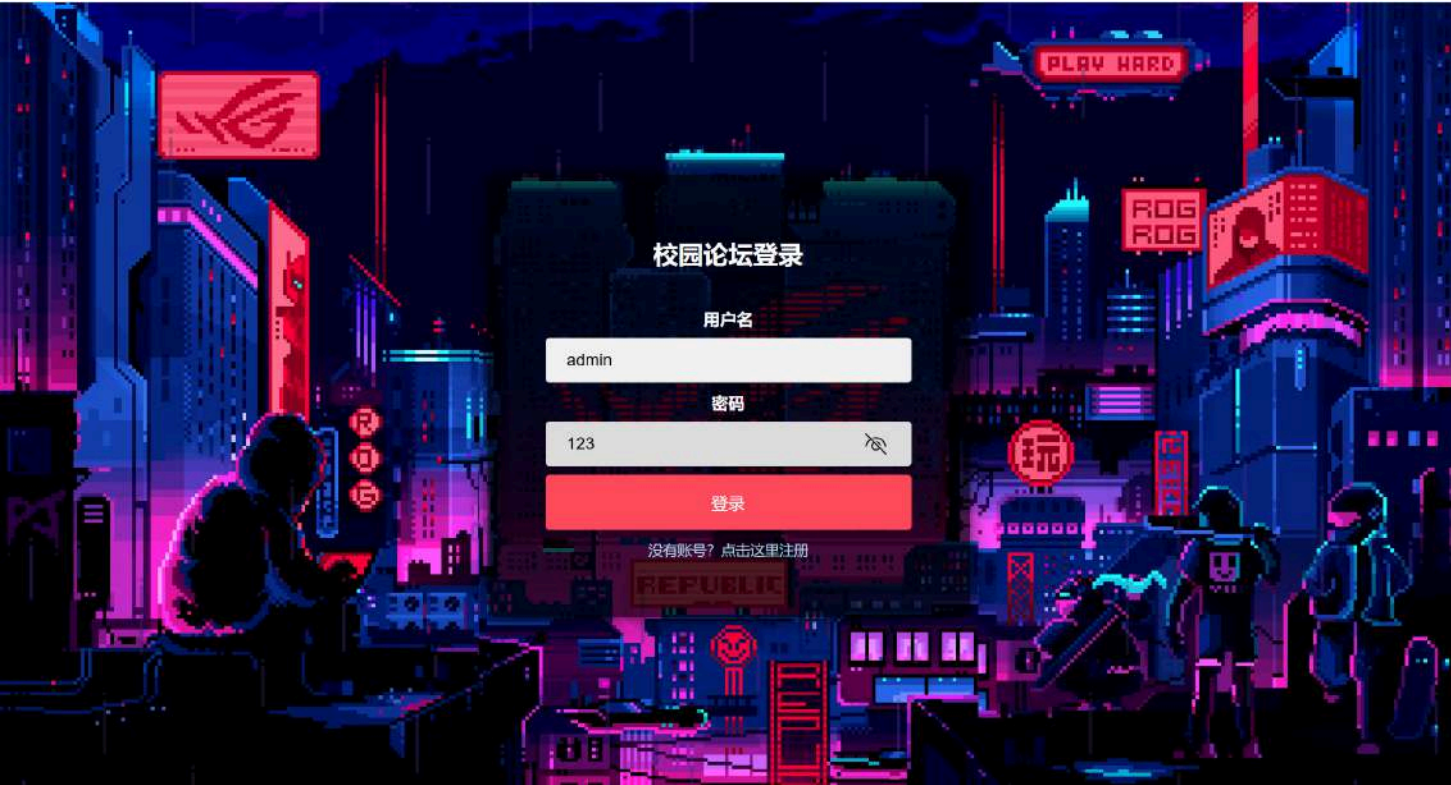 PLAY HARD
ROG
ROG
校园论坛登录
用户名
admin
密码
123
登录
没有账号？点击这里注册
R
O
G
玩
REPUBLIC